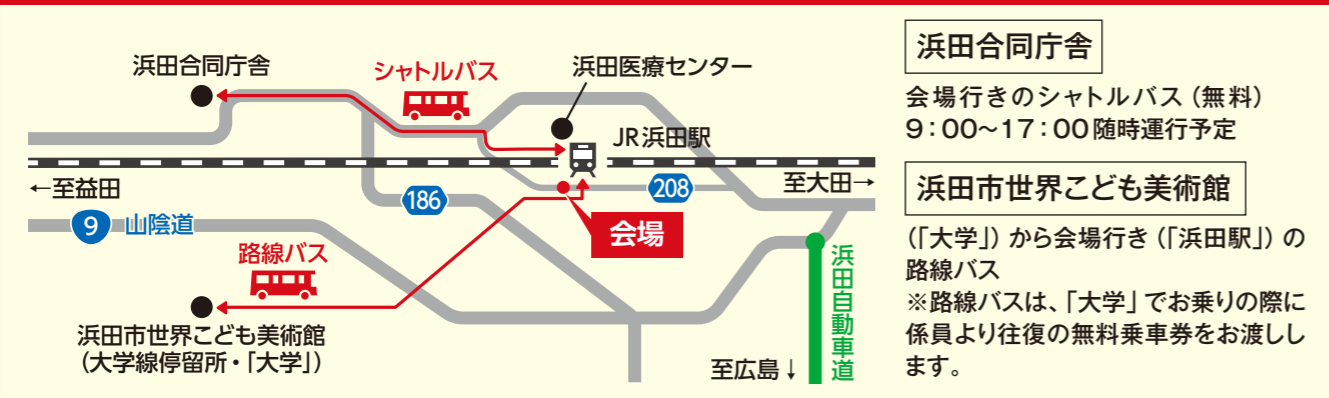 浜田合同庁舎
シャトルバス
浜田医療センター
JR浜田駅
←至益田
至大田→
186
208
9
山陰道
会場
路線バス
浜田市世界こども美術館
(大学線停留所・「大学」)
浜田自動車道
至広島↓
浜田合同庁舎
会場行きのシャトルバス(無料)
9:00〜17:00随時運行予定
浜田市世界こども美術館
(「大学」)から会場行き(「浜田駅」)の
路線バス
※路線バスは、「大学」でお乗りの際に
係員より往復の無料乗車券をお渡しし
ます。